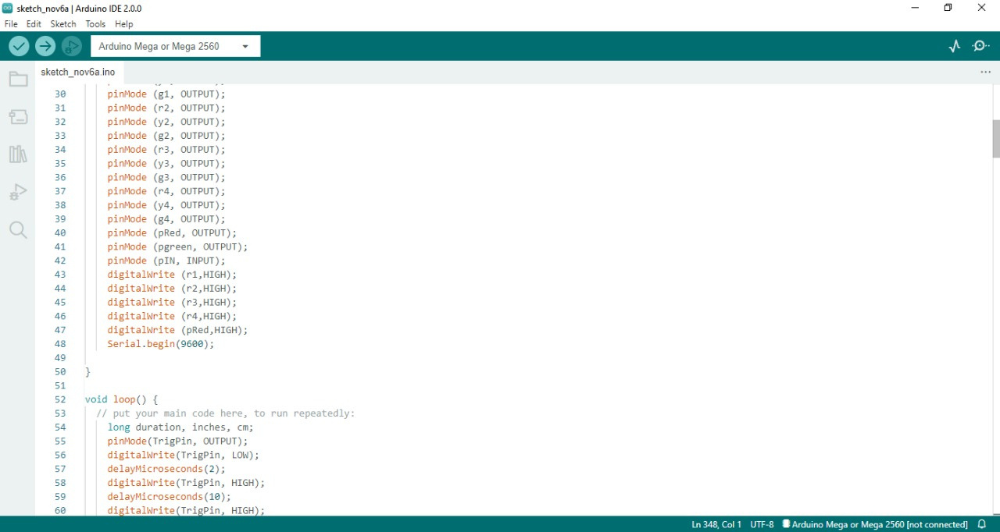 sketch_nov6a | Arduino IDE 2.0.0
File Edit Sketch Tools Help
Arduino Mega or Mega 2560
sketch_nov6a.ino
30 pinMode (g1, OUTPUT);
31 pinMode (r2, OUTPUT);
32 pinMode (y2, OUTPUT);
33 pinMode (g2, OUTPUT);
34 pinMode (r3, OUTPUT);
35 pinMode (y3, OUTPUT);
36 pinMode (g3, OUTPUT);
37 pinMode (r4, OUTPUT);
38 pinMode (y4, OUTPUT);
39 pinMode (g4, OUTPUT);
40 pinMode (pRed, OUTPUT);
41 pinMode (pgreen, OUTPUT);
42 pinMode (pIN, INPUT);
43 digitalWrite (r1,HIGH);
44 digitalWrite (r2,HIGH);
45 digitalWrite (r3,HIGH);
46 digitalWrite (r4,HIGH);
47 digitalWrite (pRed,HIGH);
48 Serial.begin(9600);
49
50 }
51
52 void loop() {
53 // put your main code here, to run repeatedly:
54 long duration, inches, cm;
55 pinMode(TrigPin, OUTPUT);
56 digitalWrite(TrigPin, LOW);
57 delayMicroseconds(2);
58 digitalWrite(TrigPin, HIGH);
59 delayMicroseconds(10);
60 digitalWrite(TrigPin, HIGH);
Ln 348, Col 1 UTF-8 Arduino Mega or Mega 2560 [not connected]